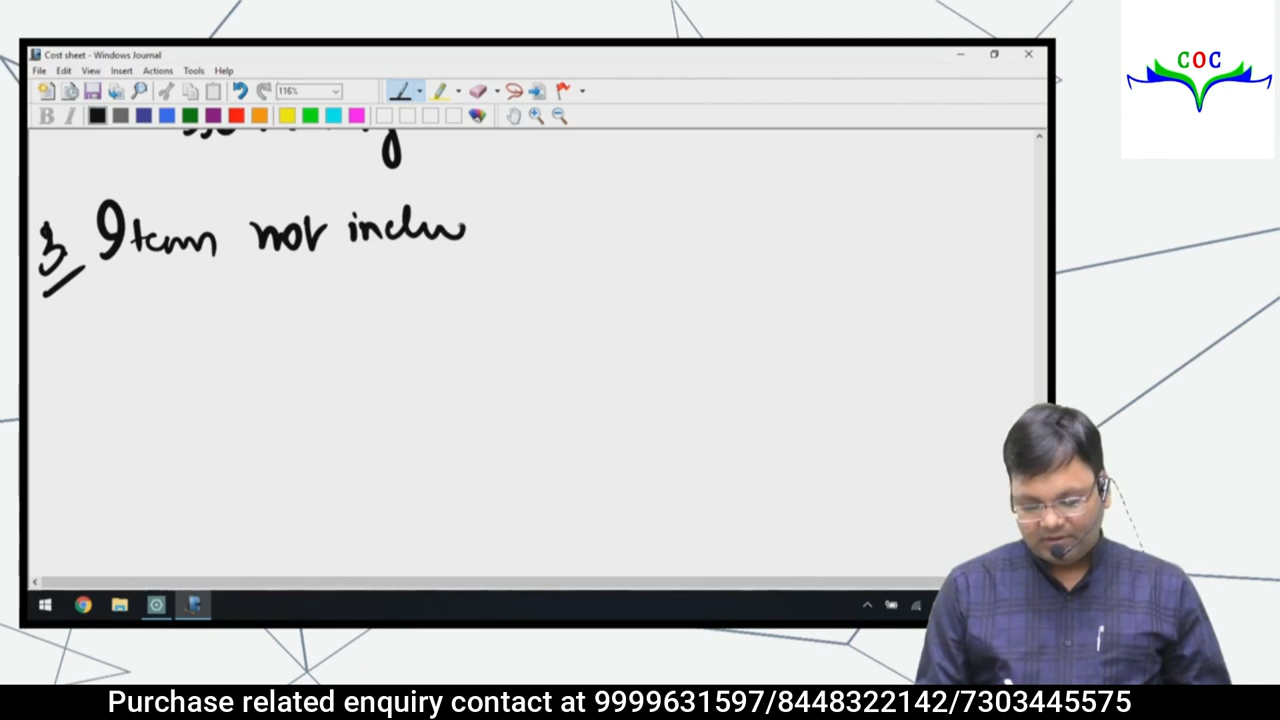 COC
Cost sheet - Windows Journal
File Edit View Insert Actions Tools Help
116%
B I
3 Item not inclu
Purchase related enquiry contact at 9999631597/8448322142/7303445575